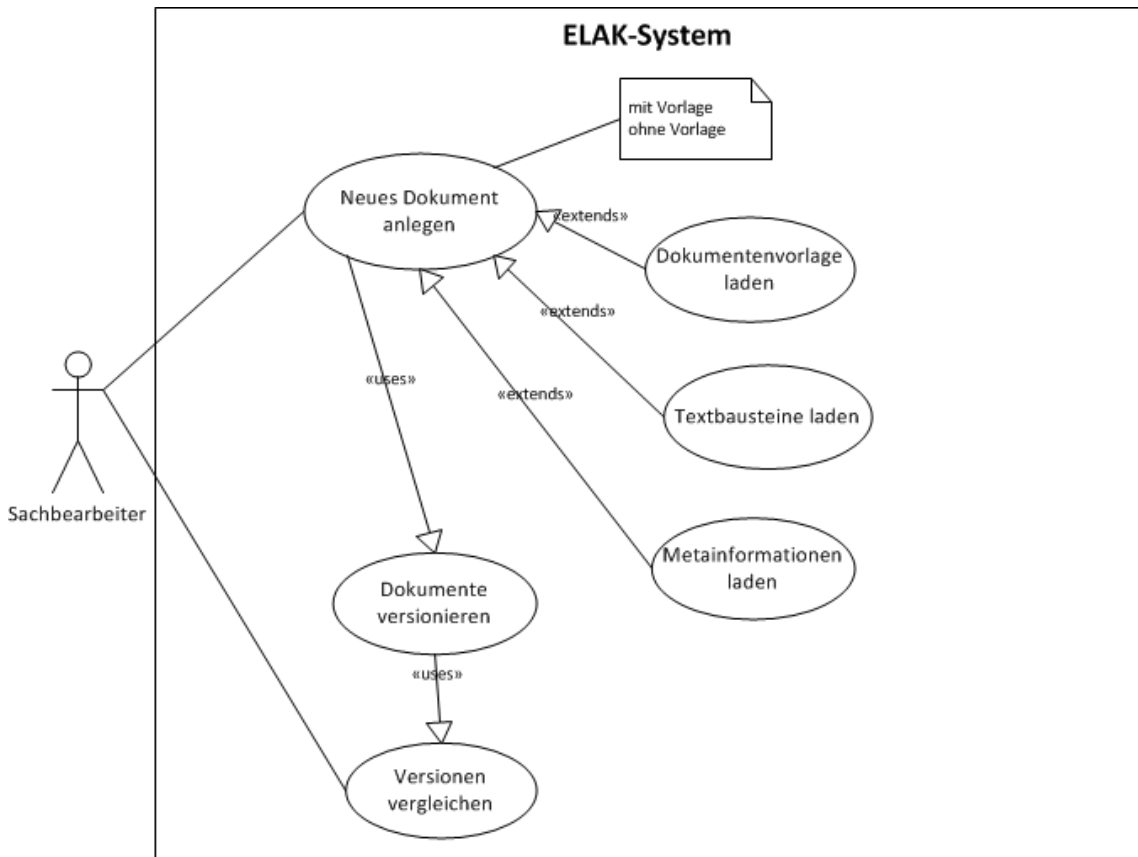 ELAK-System
mit Vorlage
ohne Vorlage
Neues Dokument
anlegen
«extends»
Dokumentenvorlage
laden
«extends»
«uses»
«extends»
Textbausteine laden
Sachbearbeiter
Metainformationen
laden
Dokumente
versionieren
«uses»
Versionen
vergleichen